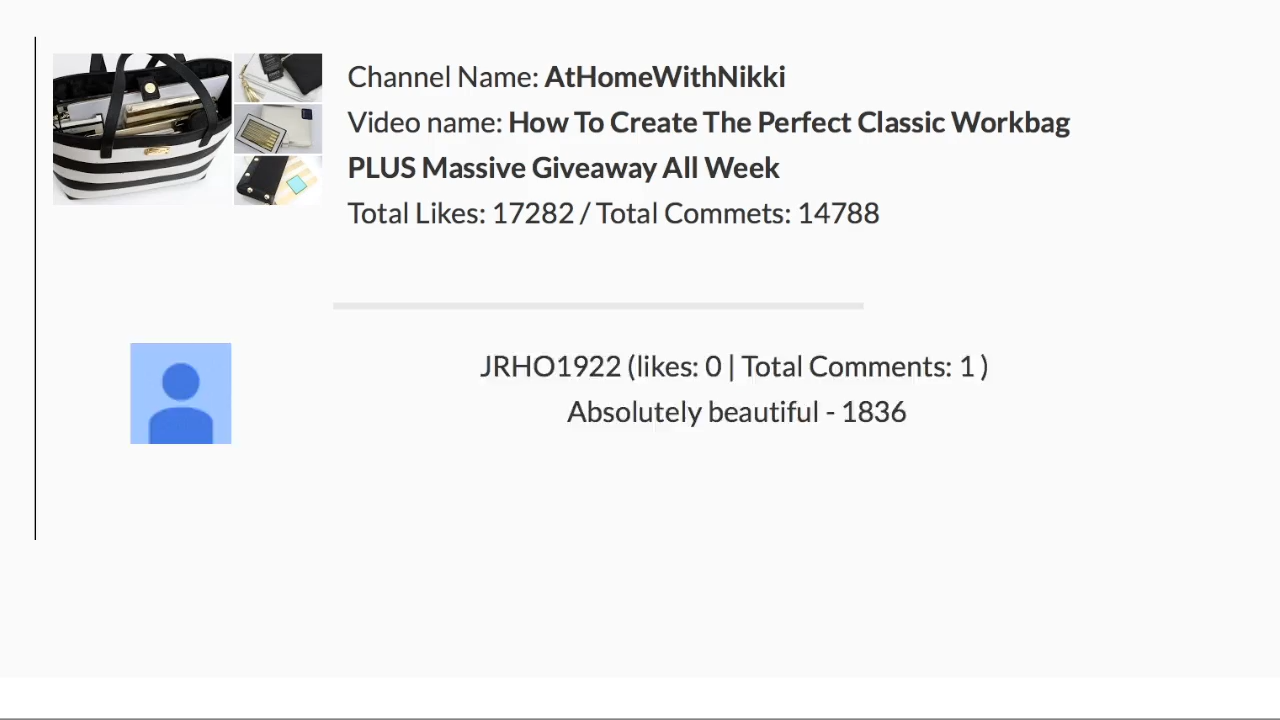 Channel Name: AtHomeWithNikki
Video name: How To Create The Perfect Classic Workbag
PLUS Massive Giveaway All Week
Total Likes: 17282 / Total Commets: 14788
JRHO1922 (likes: 0 | Total Comments: 1 )
Absolutely beautiful - 1836